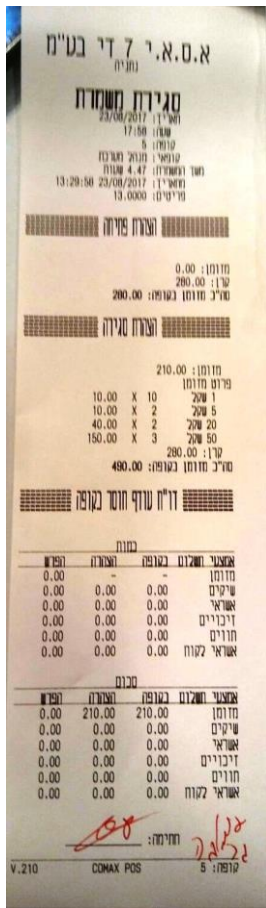 א.ס.א.י 7 די בע"מ
נתניה
סגירת משמרת
תאריך: 23/08/2017
שעה: 17:58
קופה: 5
קופאי: מנהל מערכת
משך המשמרת: 4.47 שעות
מתאריך: 23/08/2017 13:29:58
פריטים: 13.0000
הצהרת פתיחה
מזומן: 0.00
קרן: 280.00
סה"כ מזומן בקופה: 280.00
הצהרת סגירה
מזומן: 210.00
פרוט מזומן
1 שקל 10 X 10.00
5 שקל 2 X 10.00
20 שקל 2 X 40.00
50 שקל 3 X 150.00
קרן: 280.00
סה"כ מזומן בקופה: 490.00
דו"ח עודף חוסר בקופה
כמות
אמצעי תשלום בקופה הצהרה הפרש
מזומן - - 0.00
שיקים 0.00 0.00 0.00
אשראי 0.00 0.00 0.00
זיכויים 0.00 0.00 0.00
תווים 0.00 0.00 0.00
אשראי לקוח 0.00 0.00 0.00
סכום
אמצעי תשלום בקופה הצהרה הפרש
מזומן 210.00 210.00 0.00
שיקים 0.00 0.00 0.00
אשראי 0.00 0.00 0.00
זיכויים 0.00 0.00 0.00
תווים 0.00 0.00 0.00
אשראי לקוח 0.00 0.00 0.00
חתימה:
קופה: 5 COMAX POS V.210